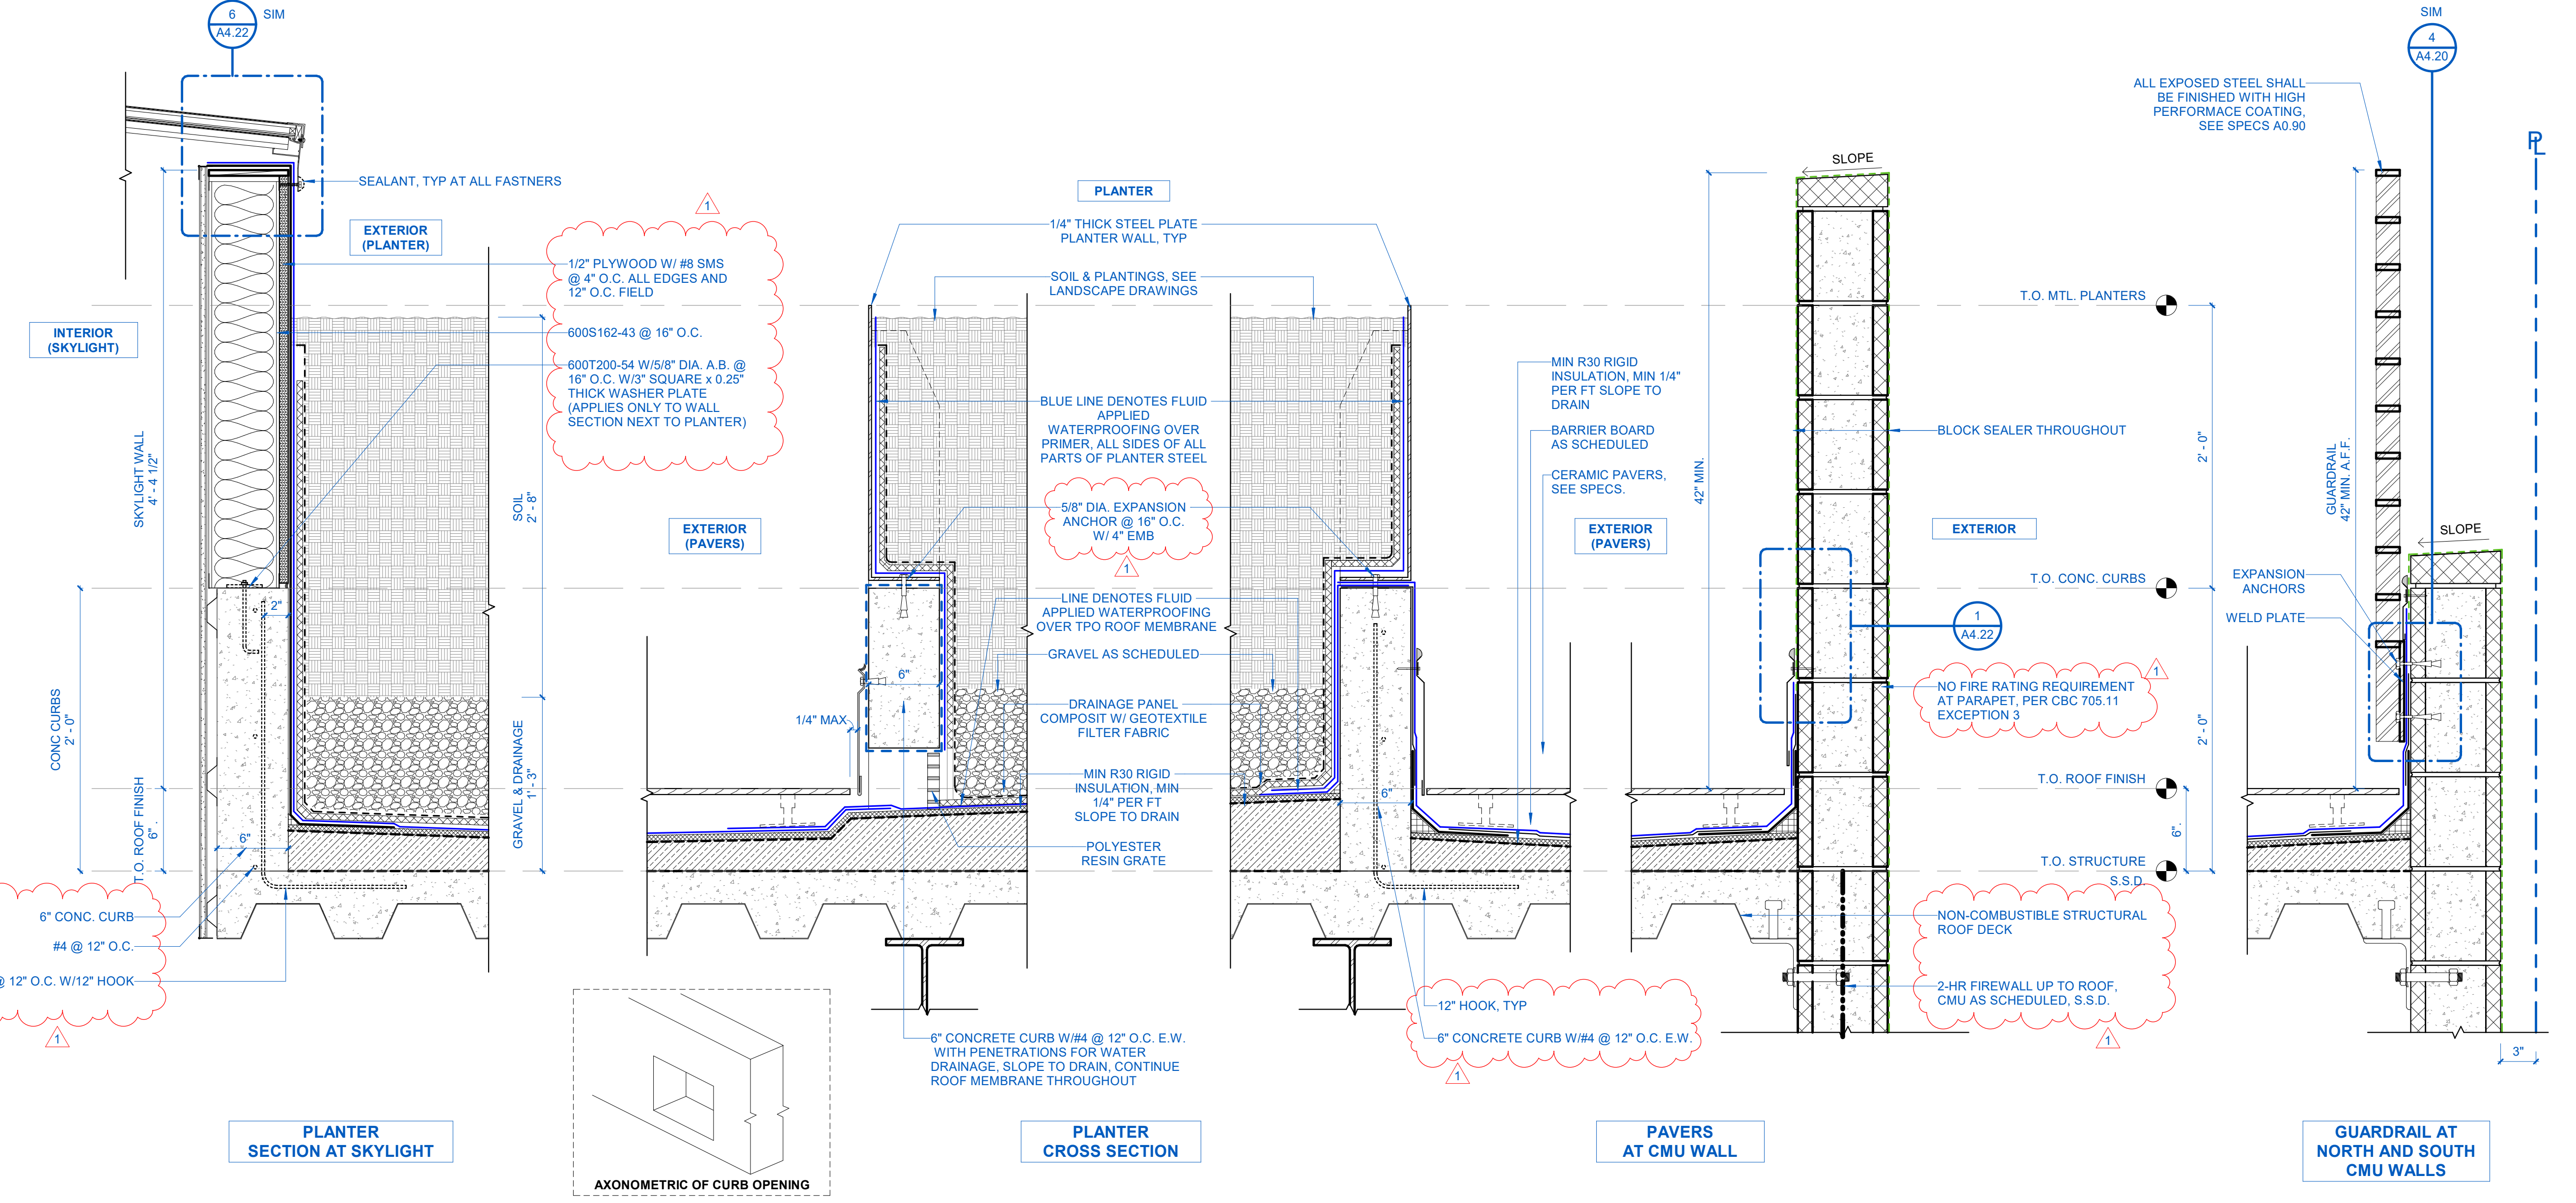 6
A4.22
SIM
SEALANT, TYP AT ALL FASTNERS
EXTERIOR
(PLANTER)
INTERIOR
(SKYLIGHT)
1
1/2" PLYWOOD W/ #8 SMS
@ 4" O.C. ALL EDGES AND
12" O.C. FIELD
600S162-43 @ 16" O.C.
600T200-54 W/5/8" DIA. A.B. @
16" O.C. W/3" SQUARE x 0.25"
THICK WASHER PLATE
(APPLIES ONLY TO WALL
SECTION NEXT TO PLANTER)
SKYLIGHT WALL
4' - 4 1/2"
SOIL
2' - 8"
GRAVEL & DRAINAGE
1' - 3"
CONC CURBS
2' - 0"
T.O. ROOF FINISH
6" .
2"
6"
6" CONC. CURB
#4 @ 12" O.C.
@ 12" O.C. W/12" HOOK
1
PLANTER
SECTION AT SKYLIGHT
PLANTER
1/4" THICK STEEL PLATE
PLANTER WALL, TYP
SOIL & PLANTINGS, SEE
LANDSCAPE DRAWINGS
BLUE LINE DENOTES FLUID
APPLIED
WATERPROOFING OVER
PRIMER, ALL SIDES OF ALL
PARTS OF PLANTER STEEL
EXTERIOR
(PAVERS)
5/8" DIA. EXPANSION
ANCHOR @ 16" O.C.
W/ 4" EMB
1
LINE DENOTES FLUID
APPLIED WATERPROOFING
OVER TPO ROOF MEMBRANE
GRAVEL AS SCHEDULED
DRAINAGE PANEL
COMPOSIT W/ GEOTEXTILE
FILTER FABRIC
MIN R30 RIGID
INSULATION, MIN
1/4" PER FT
SLOPE TO DRAIN
POLYESTER
RESIN GRATE
1/4" MAX
6"
6"
6" CONCRETE CURB W/#4 @ 12" O.C. E.W.
WITH PENETRATIONS FOR WATER
DRAINAGE, SLOPE TO DRAIN, CONTINUE
ROOF MEMBRANE THROUGHOUT
AXONOMETRIC OF CURB OPENING
PLANTER
CROSS SECTION
12" HOOK, TYP
6" CONCRETE CURB W/#4 @ 12" O.C. E.W.
1
MIN R30 RIGID
INSULATION, MIN 1/4"
PER FT SLOPE TO
DRAIN
BARRIER BOARD
AS SCHEDULED
CERAMIC PAVERS,
SEE SPECS.
EXTERIOR
(PAVERS)
42" MIN.
SLOPE
BLOCK SEALER THROUGHOUT
EXTERIOR
1
A4.22
NO FIRE RATING REQUIREMENT
AT PARAPET, PER CBC 705.11
EXCEPTION 3
1
NON-COMBUSTIBLE STRUCTURAL
ROOF DECK
2-HR FIREWALL UP TO ROOF,
CMU AS SCHEDULED, S.S.D.
1
T.O. MTL. PLANTERS
T.O. CONC. CURBS
T.O. ROOF FINISH
T.O. STRUCTURE
S.S.D.
2' - 0"
2' - 0"
6" .
PAVERS
AT CMU WALL
SIM
4
A4.20
ALL EXPOSED STEEL SHALL
BE FINISHED WITH HIGH
PERFORMACE COATING,
SEE SPECS A0.90
PL
GUARDRAIL
42" MIN. A.F.F.
SLOPE
EXPANSION
ANCHORS
WELD PLATE
3"
GUARDRAIL AT
NORTH AND SOUTH
CMU WALLS